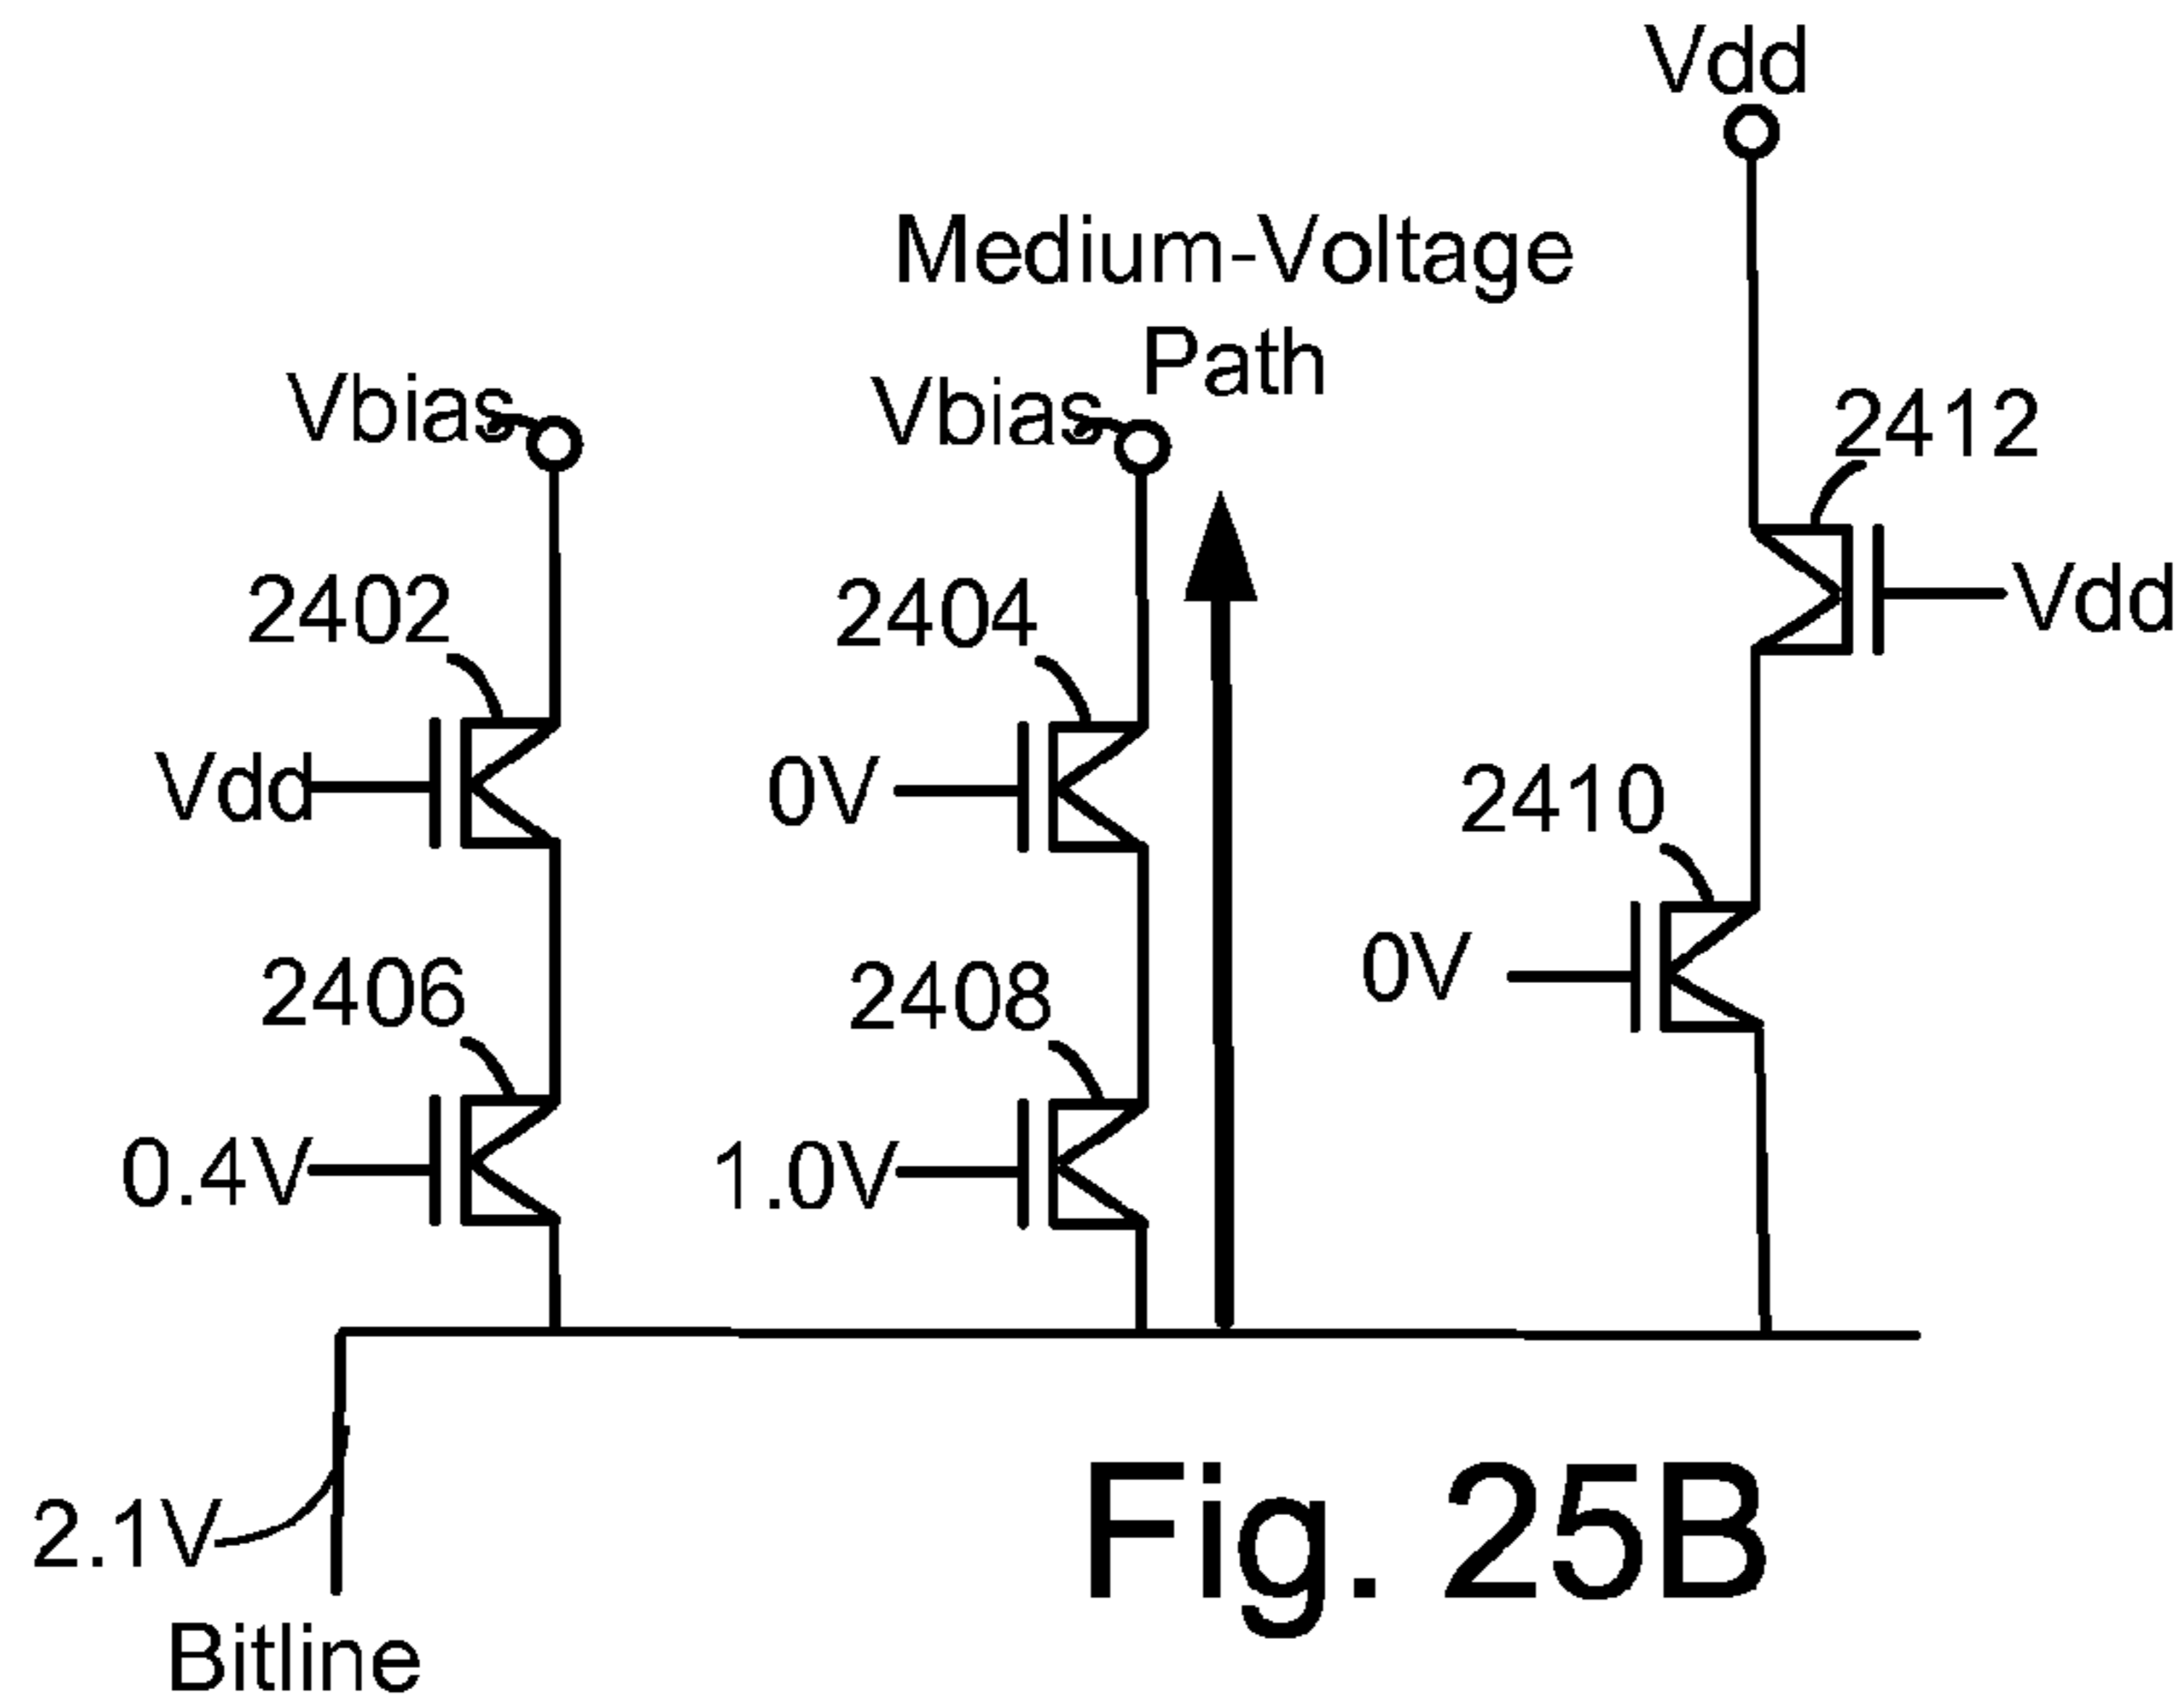 Vdd
Medium-Voltage
Path
Vbias
Vbias
2412
2402
2404
Vdd
Vdd
0V
2410
2406
2408
0V
0.4V
1.0V
2.1V
Fig. 25B
Bitline